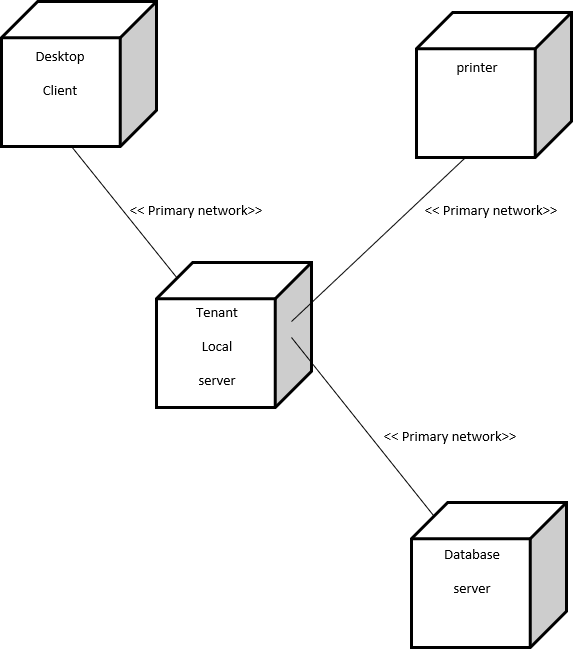 Desktop
Client
printer
<< Primary network>>
<< Primary network>>
Tenant
Local
server
<< Primary network>>
Database
server